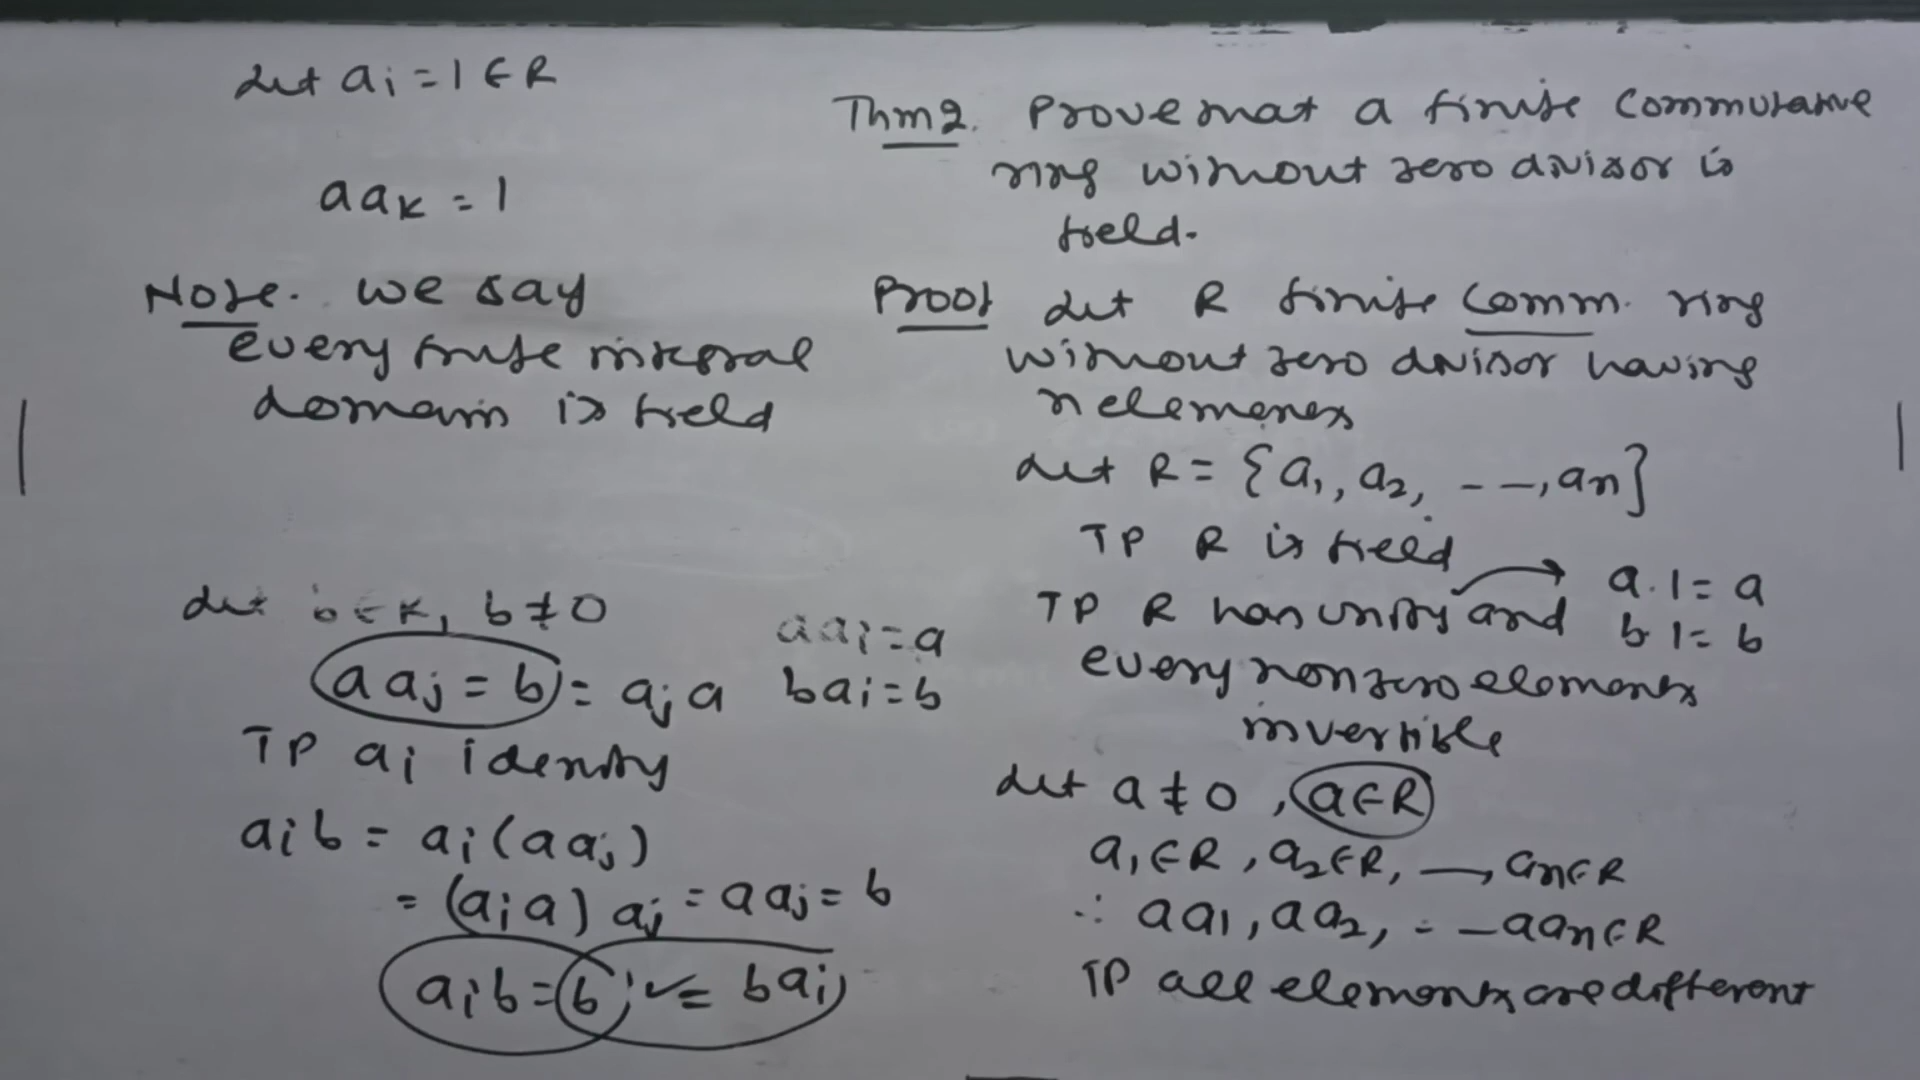 Let ai = 1 ∈ R
a ak = 1
Note. we say
every finite integral
domain is field
Let b ∈ R, b ≠ 0
a aj = b = aj a
a ai = a
b ai = b
TP ai identity
ai b = ai (a aj)
= (ai a) aj = a aj = b
ai b = b ; ✓ = b ai
Thm 2. Prove that a finite commutative
ring without zero divisor is
field.
Proof Let R finite comm. ring
without zero divisor having
n elements
Let R = {a1, a2, - - -, an}
TP R is field
TP R has unity and
a . 1 = a
b 1 = b
every non zero elements
invertible
Let a ≠ 0 , a ∈ R
a1 ∈ R , a2 ∈ R, — , an ∈ R
∴ a a1 , a a2 , - - a an ∈ R
TP all elements are different